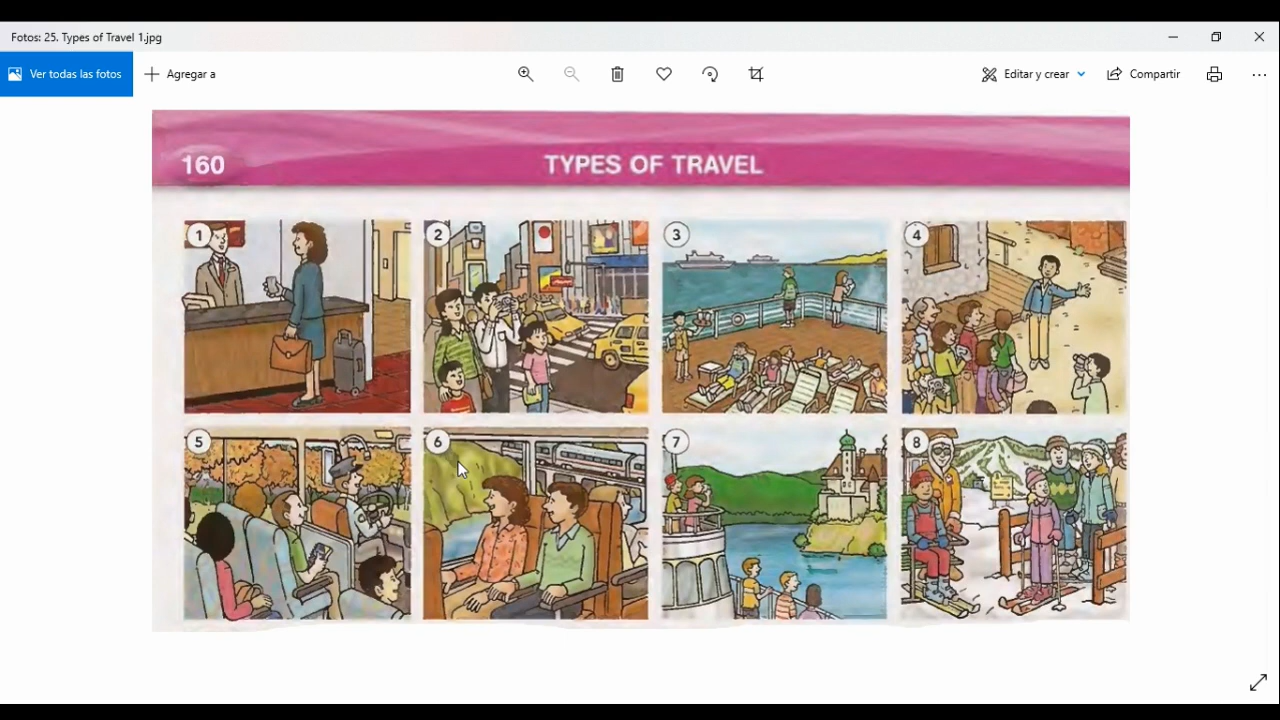 Fotos: 25. Types of Travel 1.jpg
Ver todas las fotos
Agregar a
Editar y crear
Compartir
160
TYPES OF TRAVEL
1
2
3
4
5
6
7
8